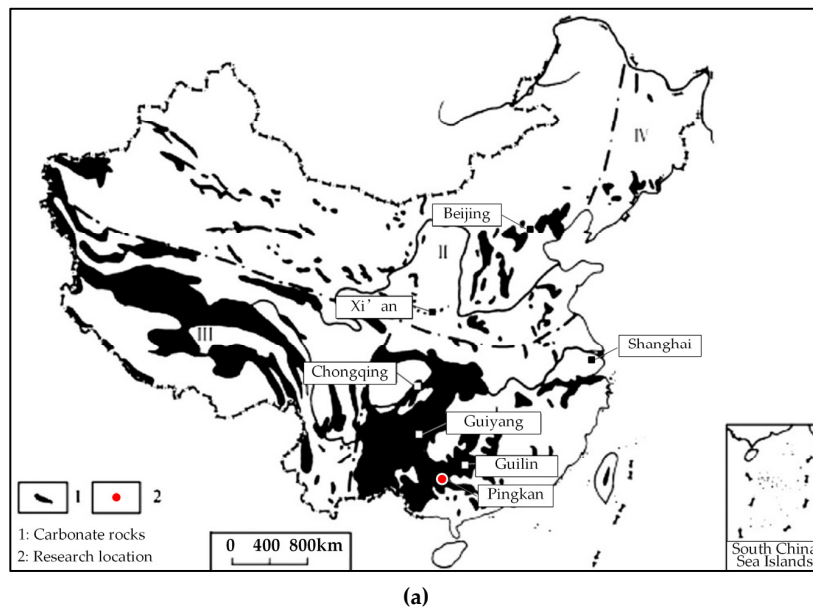 IV
Beijing
II
Xi’an
III
Shanghai
Chongqing
Guiyang
Guilin
Pingkan
1
2
1: Carbonate rocks
2: Research location
0 400 800km
South China
Sea Islands
(a)